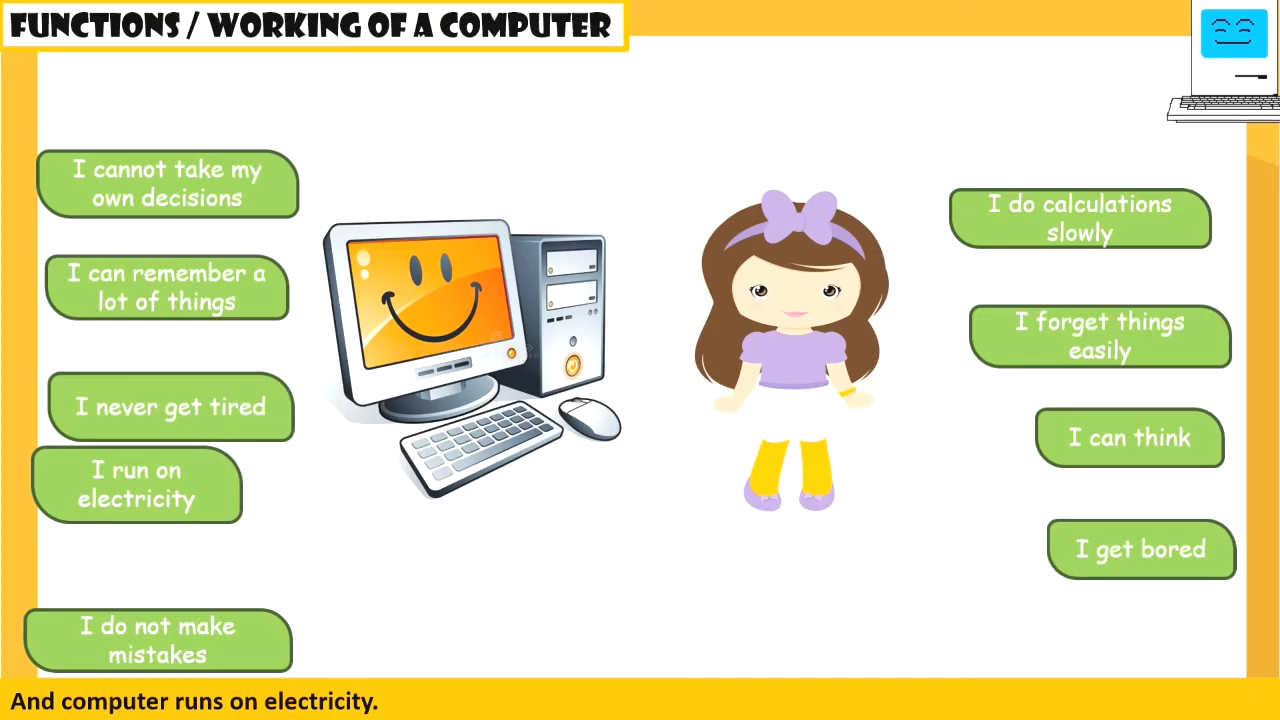 FUNCTIONS / WORKING OF A COMPUTER
I cannot take my
own decisions
I can remember a
lot of things
I never get tired
I run on
electricity
I do not make
mistakes
I do calculations
slowly
I forget things
easily
I can think
I get bored
And computer runs on electricity.